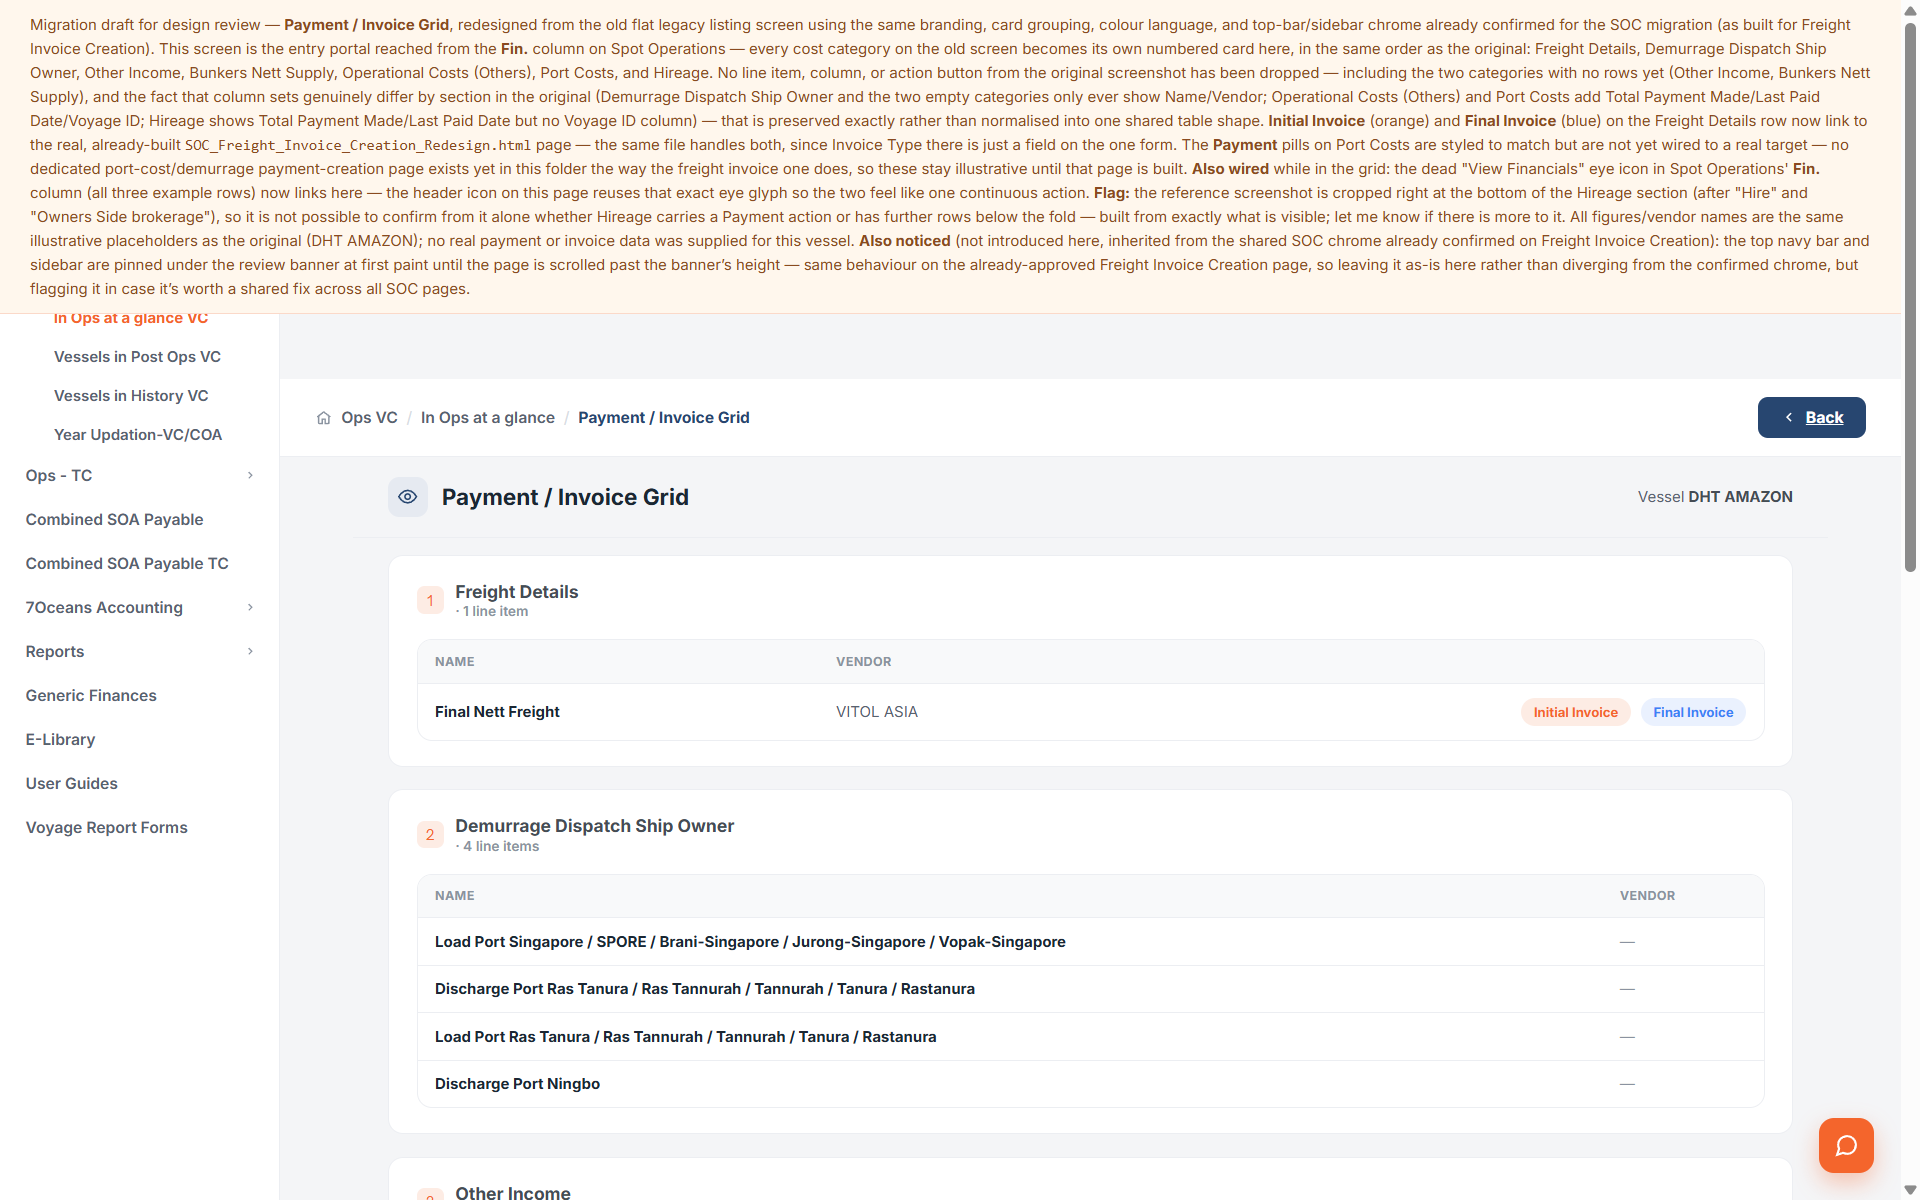 Migration draft for design review — Payment / Invoice Grid, redesigned from the old flat legacy listing screen using the same branding, card grouping, colour language, and top-bar/sidebar chrome already confirmed for the SOC migration (as built for Freight
Invoice Creation). This screen is the entry portal reached from the Fin. column on Spot Operations — every cost category on the old screen becomes its own numbered card here, in the same order as the original: Freight Details, Demurrage Dispatch Ship
Owner, Other Income, Bunkers Nett Supply, Operational Costs (Others), Port Costs, and Hireage. No line item, column, or action button from the original screenshot has been dropped — including the two categories with no rows yet (Other Income, Bunkers Nett
Supply), and the fact that column sets genuinely differ by section in the original (Demurrage Dispatch Ship Owner and the two empty categories only ever show Name/Vendor; Operational Costs (Others) and Port Costs add Total Payment Made/Last Paid
Date/Voyage ID; Hireage shows Total Payment Made/Last Paid Date but no Voyage ID column) — that is preserved exactly rather than normalised into one shared table shape. Initial Invoice (orange) and Final Invoice (blue) on the Freight Details row now link to
the real, already-built SOC_Freight_Invoice_Creation_Redesign.html page — the same file handles both, since Invoice Type there is just a field on the one form. The Payment pills on Port Costs are styled to match but are not yet wired to a real target — no
dedicated port-cost/demurrage payment-creation page exists yet in this folder the way the freight invoice one does, so these stay illustrative until that page is built. Also wired while in the grid: the dead "View Financials" eye icon in Spot Operations' Fin.
column (all three example rows) now links here — the header icon on this page reuses that exact eye glyph so the two feel like one continuous action. Flag: the reference screenshot is cropped right at the bottom of the Hireage section (after "Hire" and
"Owners Side brokerage"), so it is not possible to confirm from it alone whether Hireage carries a Payment action or has further rows below the fold — built from exactly what is visible; let me know if there is more to it. All figures/vendor names are the same
illustrative placeholders as the original (DHT AMAZON); no real payment or invoice data was supplied for this vessel. Also noticed (not introduced here, inherited from the shared SOC chrome already confirmed on Freight Invoice Creation): the top navy bar and
sidebar are pinned under the review banner at first paint until the page is scrolled past the banner’s height — same behaviour on the already-approved Freight Invoice Creation page, so leaving it as-is here rather than diverging from the confirmed chrome, but
flagging it in case it’s worth a shared fix across all SOC pages.
In Ops at a glance VC
Vessels in Post Ops VC
Vessels in History VC
Year Updation-VC/COA
Ops - TC
Combined SOA Payable
Combined SOA Payable TC
7Oceans Accounting
Reports
Generic Finances
E-Library
User Guides
Voyage Report Forms
Ops VC / In Ops at a glance / Payment / Invoice Grid
Back
Payment / Invoice Grid
Vessel DHT AMAZON
1 Freight Details
· 1 line item
NAME VENDOR
Final Nett Freight VITOL ASIA Initial Invoice Final Invoice
2 Demurrage Dispatch Ship Owner
· 4 line items
NAME VENDOR
Load Port Singapore / SPORE / Brani-Singapore / Jurong-Singapore / Vopak-Singapore —
Discharge Port Ras Tanura / Ras Tannurah / Tannurah / Tanura / Rastanura —
Load Port Ras Tanura / Ras Tannurah / Tannurah / Tanura / Rastanura —
Discharge Port Ningbo —
3 Other Income